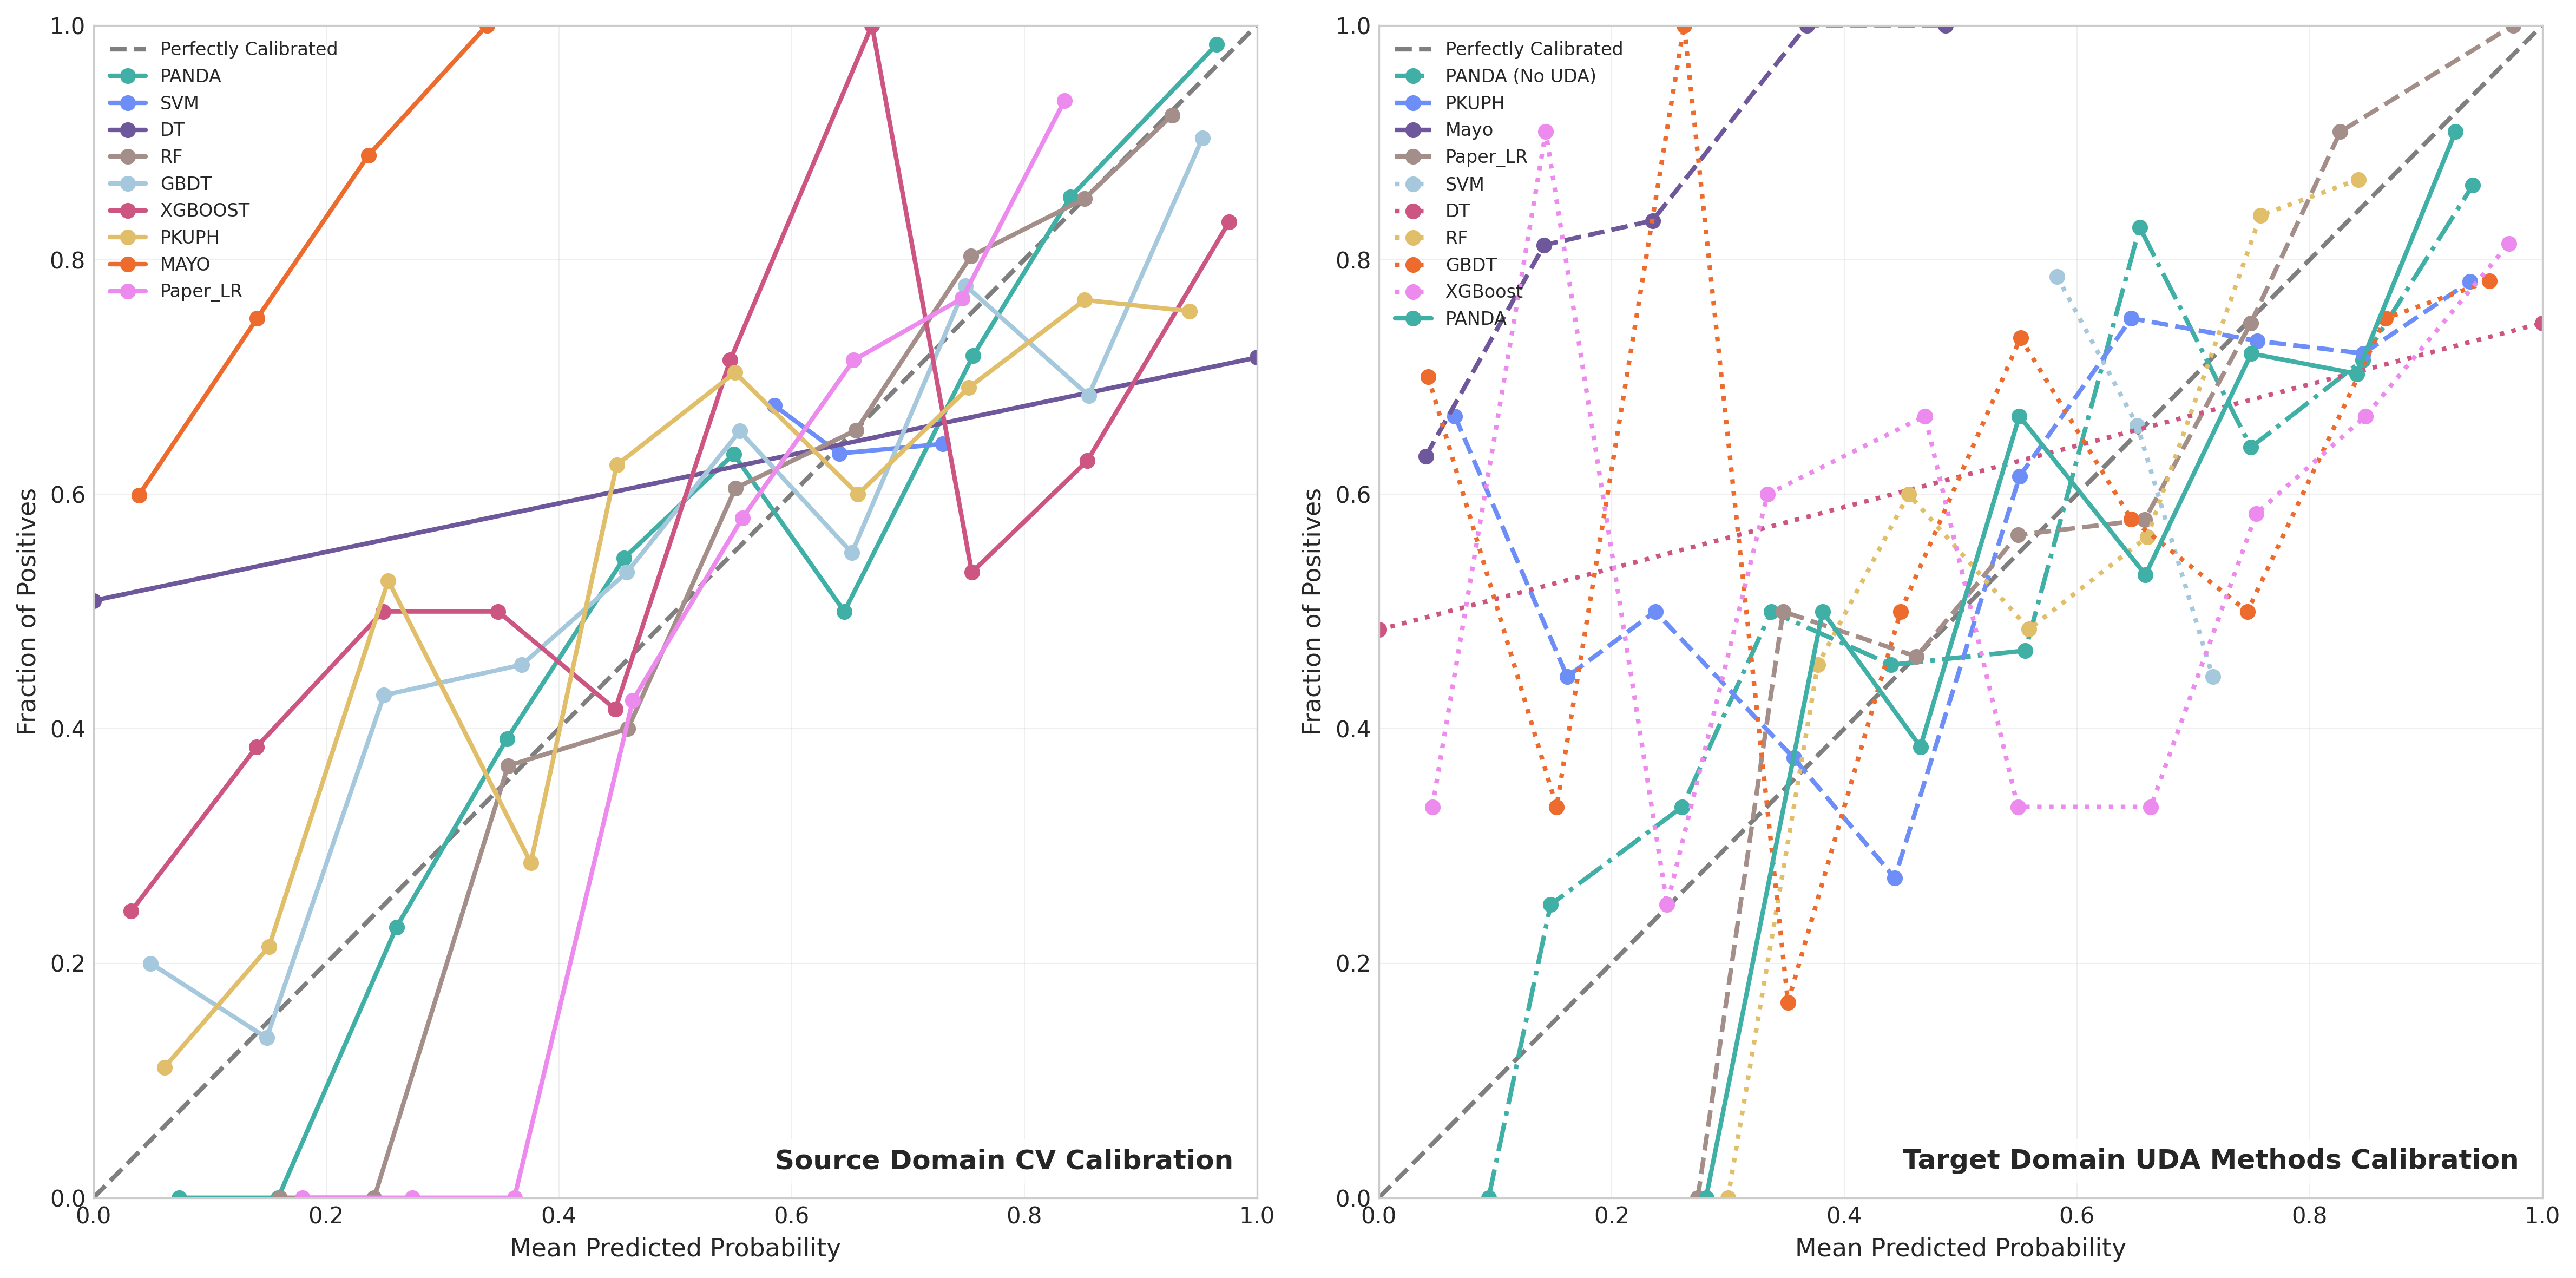 Perfectly Calibrated
PANDA
SVM
DT
RF
GBDT
XGBOOST
PKUPH
MAYO
Paper_LR
1.0
0.8
0.6
0.4
0.2
0.0
Fraction of Positives
0.0 0.2 0.4 0.6 0.8 1.0
Mean Predicted Probability
Source Domain CV Calibration
Perfectly Calibrated
PANDA (No UDA)
PKUPH
Mayo
Paper_LR
SVM
DT
RF
GBDT
XGBoost
PANDA
1.0
0.8
0.6
0.4
0.2
0.0
Fraction of Positives
0.0 0.2 0.4 0.6 0.8 1.0
Mean Predicted Probability
Target Domain UDA Methods Calibration